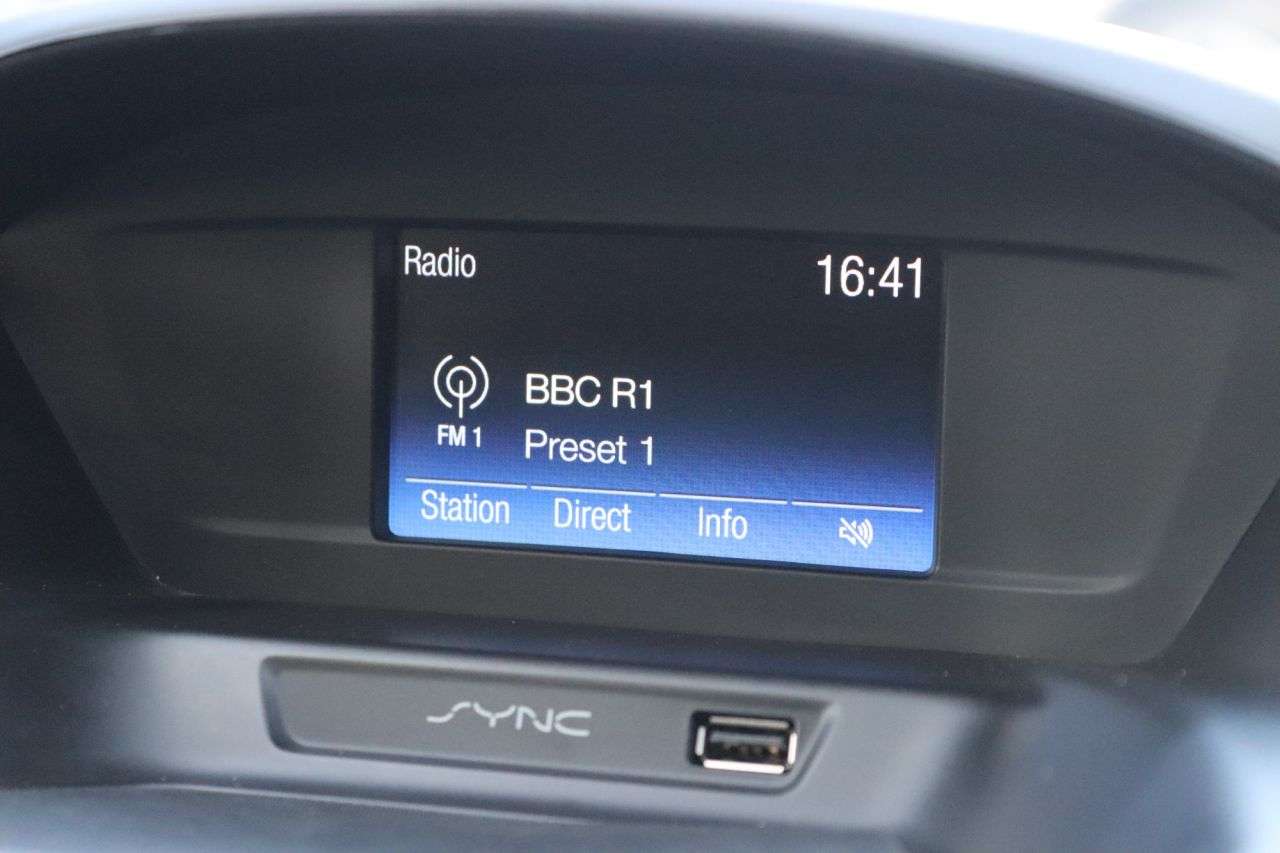 Radio
16:41
BBC R1
FM 1
Preset 1
Station Direct Info
SYNC